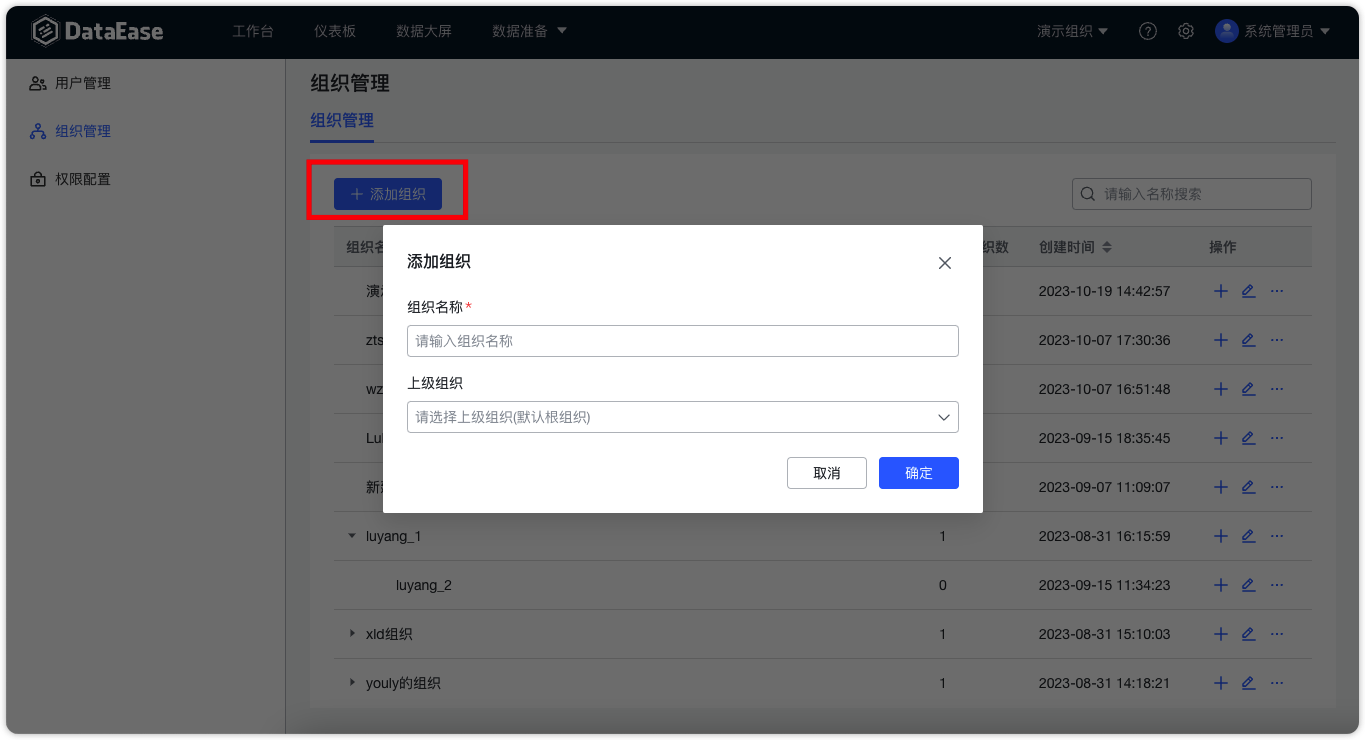 DataEase 工作台 仪表板 数据大屏 数据准备 演示组织 系统管理员
用户管理
组织管理
权限配置
组织管理
组织管理
添加组织 请输入名称搜索
织数 创建时间 操作
添加组织
组织名称*
请输入组织名称
上级组织
请选择上级组织(默认根组织)
取消 确定
2023-10-19 14:42:57
zts 2023-10-07 17:30:36
wz 2023-10-07 16:51:48
2023-09-15 18:35:45
2023-09-07 11:09:07
luyang_1 1 2023-08-31 16:15:59
luyang_2 0 2023-09-15 11:34:23
xld组织 1 2023-08-31 15:10:03
youly的组织 1 2023-08-31 14:18:21